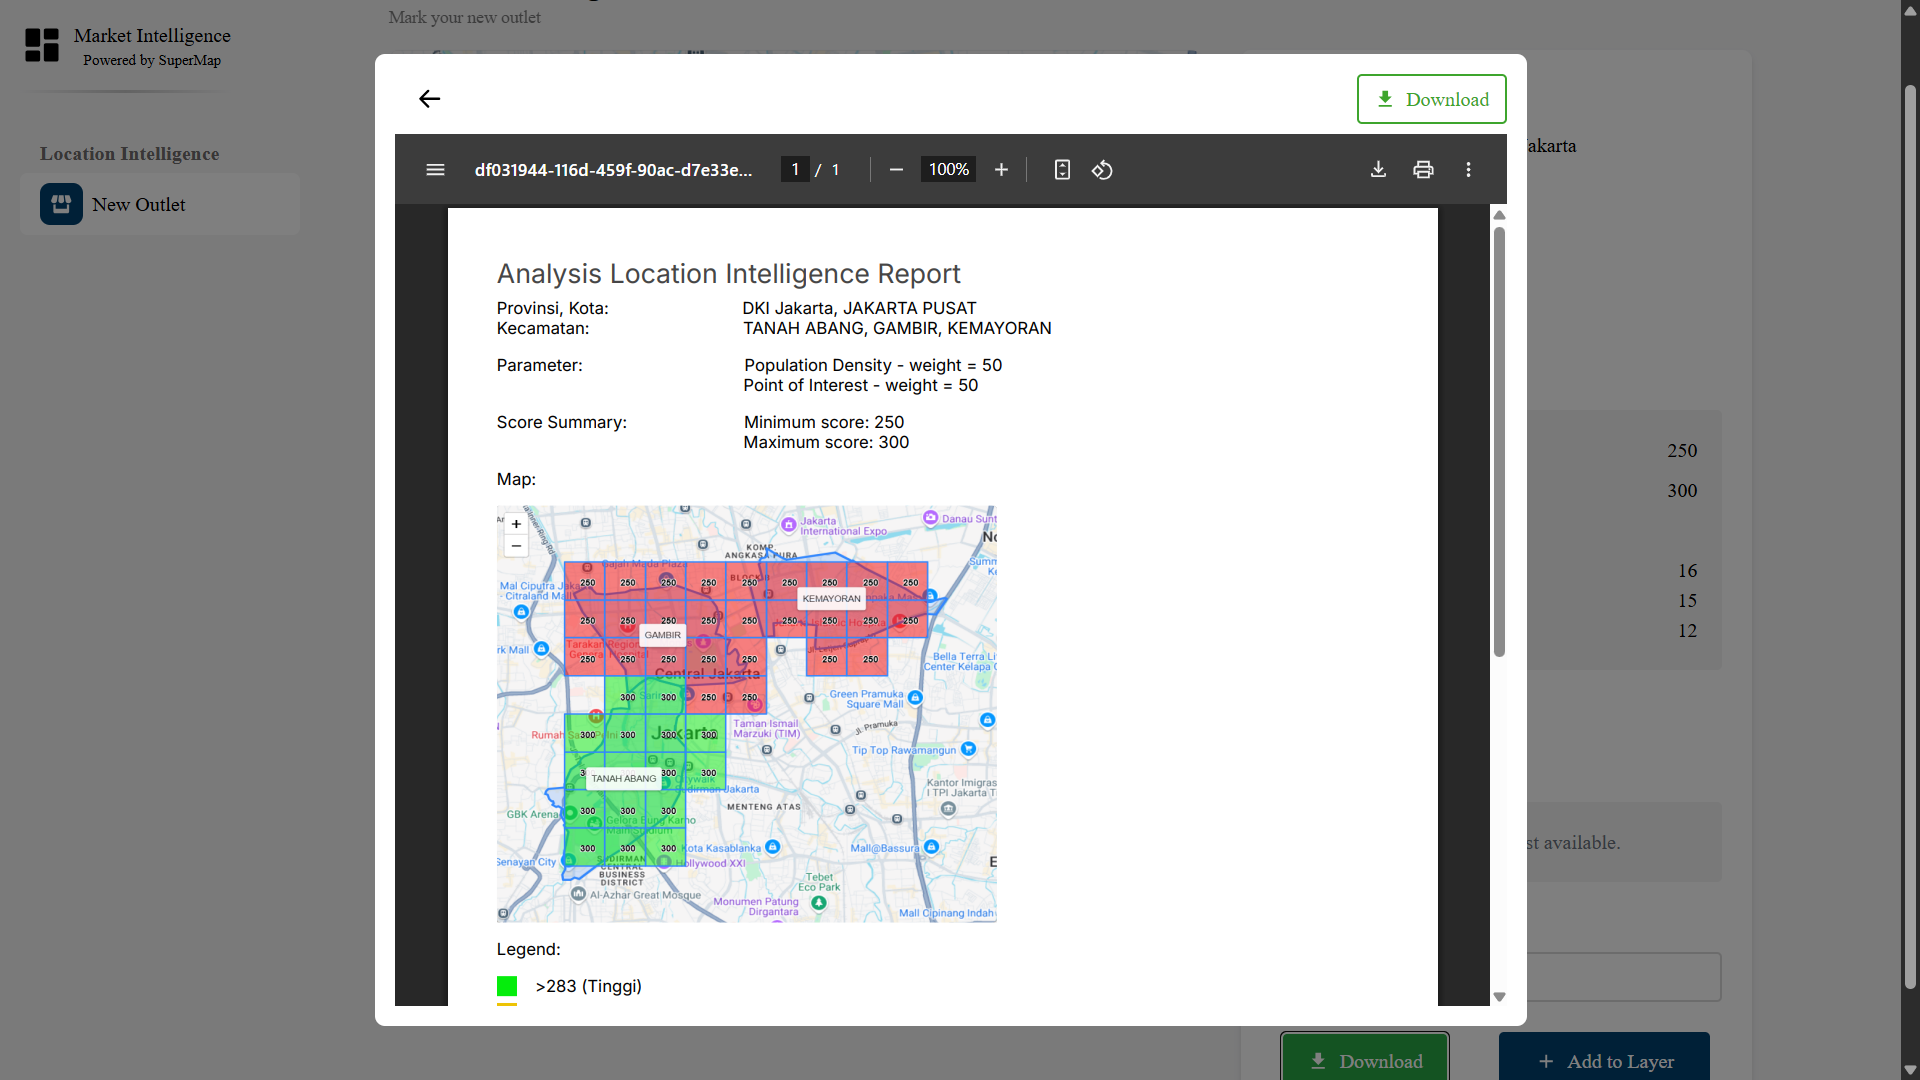 Mark your new outlet
Market Intelligence
Powered by SuperMap
Location Intelligence
New Outlet
Download
df031944-116d-459f-90ac-d7e33e...
1 / 1
100%
Analysis Location Intelligence Report
Provinsi, Kota: DKI Jakarta, JAKARTA PUSAT
Kecamatan: TANAH ABANG, GAMBIR, KEMAYORAN
Parameter: Population Density - weight = 50
Point of Interest - weight = 50
Score Summary: Minimum score: 250
Maximum score: 300
Map:
+
−
Jakarta
International Expo
Danau Sunt
KOMP.
ANGKASA PURA
Gajah Mada Plaza
Mal Ciputra Jaka
- Citraland Mall
250 250 250 250 250 250 250 250 250
KEMAYORAN
250 250 250 250 250 250 250 250 250
GAMBIR
rk Mall
Tarakan Regional
General Hospital
250 250 250 250 250 250 250
Central Jakarta
Bella Terra Li
Center Kelapa G
300 300 250 250
Green Pramuka
Square Mall
Taman Ismail
Marzuki (TIM)
Jl. Pramuka
300 300 300 300
Jakarta
Tip Top Rawamangun
300 300
TANAH ABANG
Sudirman Jakarta
Kantor Imigras
I TPI Jakarta T
MENTENG ATAS
GBK Arena
300 300 300
Gelora Bung Karno
Main Stadium
300 300 300
Kota Kasablanka
Mall@Bassura
Senayan City
Hollywood XXI
SUDIRMAN
CENTRAL
BUSINESS
DISTRICT
Al-Azhar Great Mosque
Tebet
Eco Park
Monumen Patung
Dirgantara
Mall Cipinang Indah
Legend:
>283 (Tinggi)
akarta
250
300
16
15
12
st available.
Download
+ Add to Layer